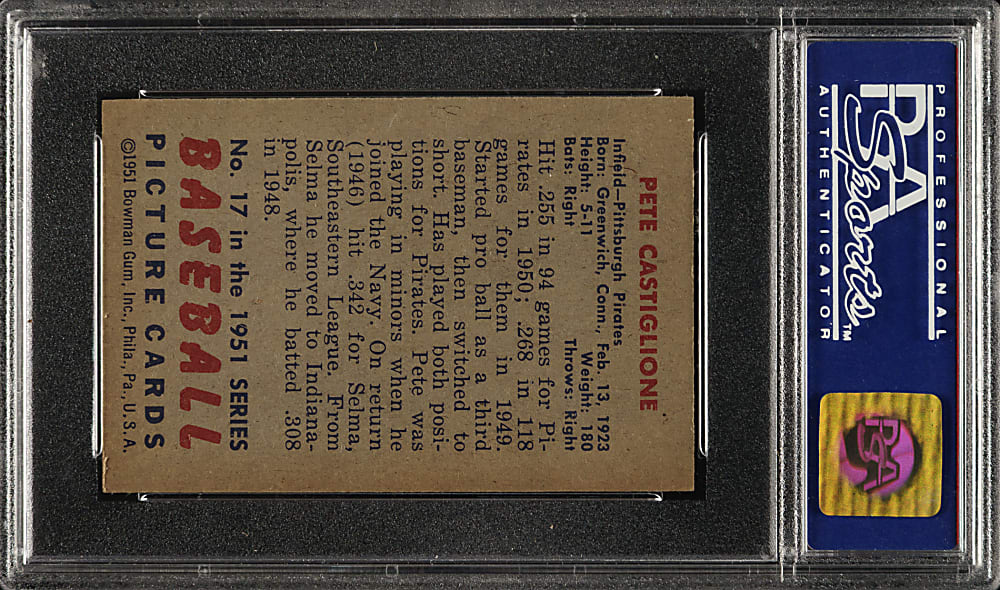 PROFESSIONAL
PSA
Sports™
AUTHENTICATOR
PSA
PETE CASTIGLIONE
Infield-Pittsburgh Pirates
Born: Greenwich, Conn., Feb. 13, 1923
Height: 5-11 Weight: 180
Bats: Right Throws: Right
Hit .255 in 94 games for Pi-
rates in 1950; .268 in 118
games for them in 1949.
Started pro ball as a third
baseman, then switched to
short. Has played both posi-
tions for Pirates. Pete was
playing in minors when he
joined the Navy. On return
(1946) hit .342 for Selma,
Southeastern League. From
Selma he moved to Indiana-
polis, where he batted .308
in 1948.
No. 17 in the 1951 SERIES
BASEBALL
PICTURE CARDS
©1951 Bowman Gum, Inc., Phila., Pa., U. S. A.